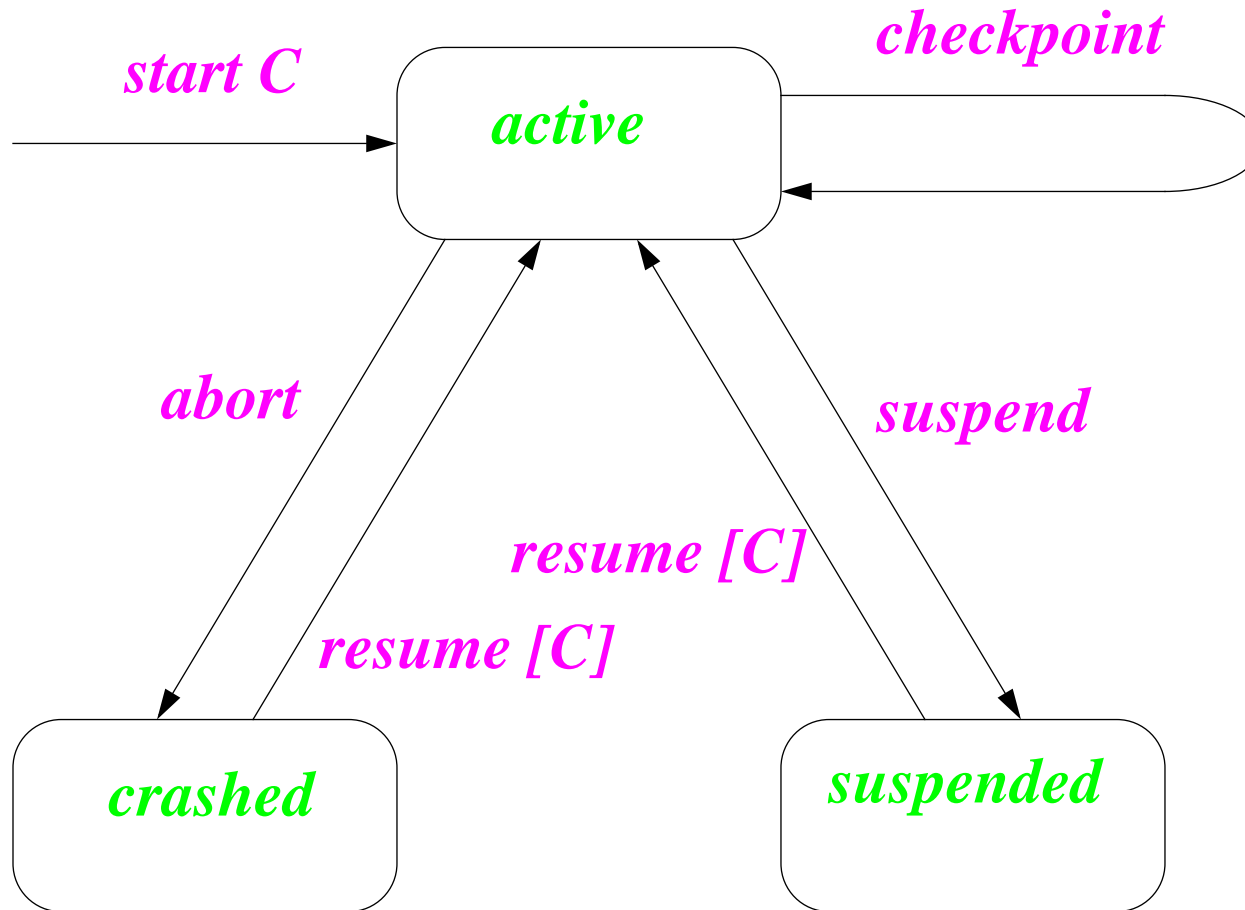 checkpoint
start C
active
abort
suspend
resume [C]
resume [C]
crashed
suspended